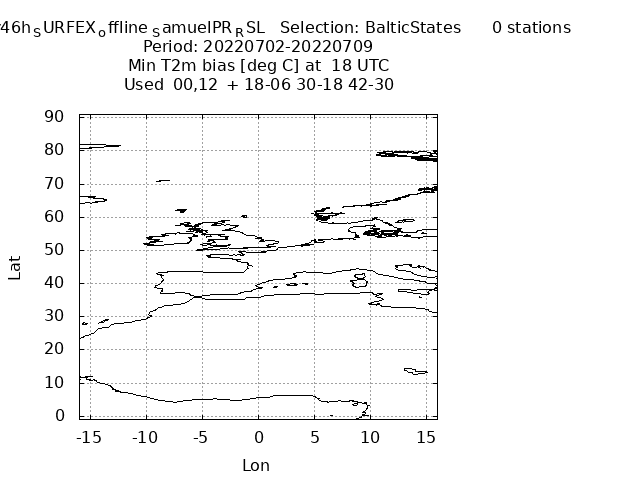 46h_SURFEX_offline_SamuelPR_RSL Selection: BalticStates 0 stations
Period: 20220702-20220709
Min T2m bias [deg C] at 18 UTC
Used 00,12 + 18-06 30-18 42-30
90
80
70
60
50
40
30
20
10
0
Lat
-15 -10 -5 0 5 10 15
Lon